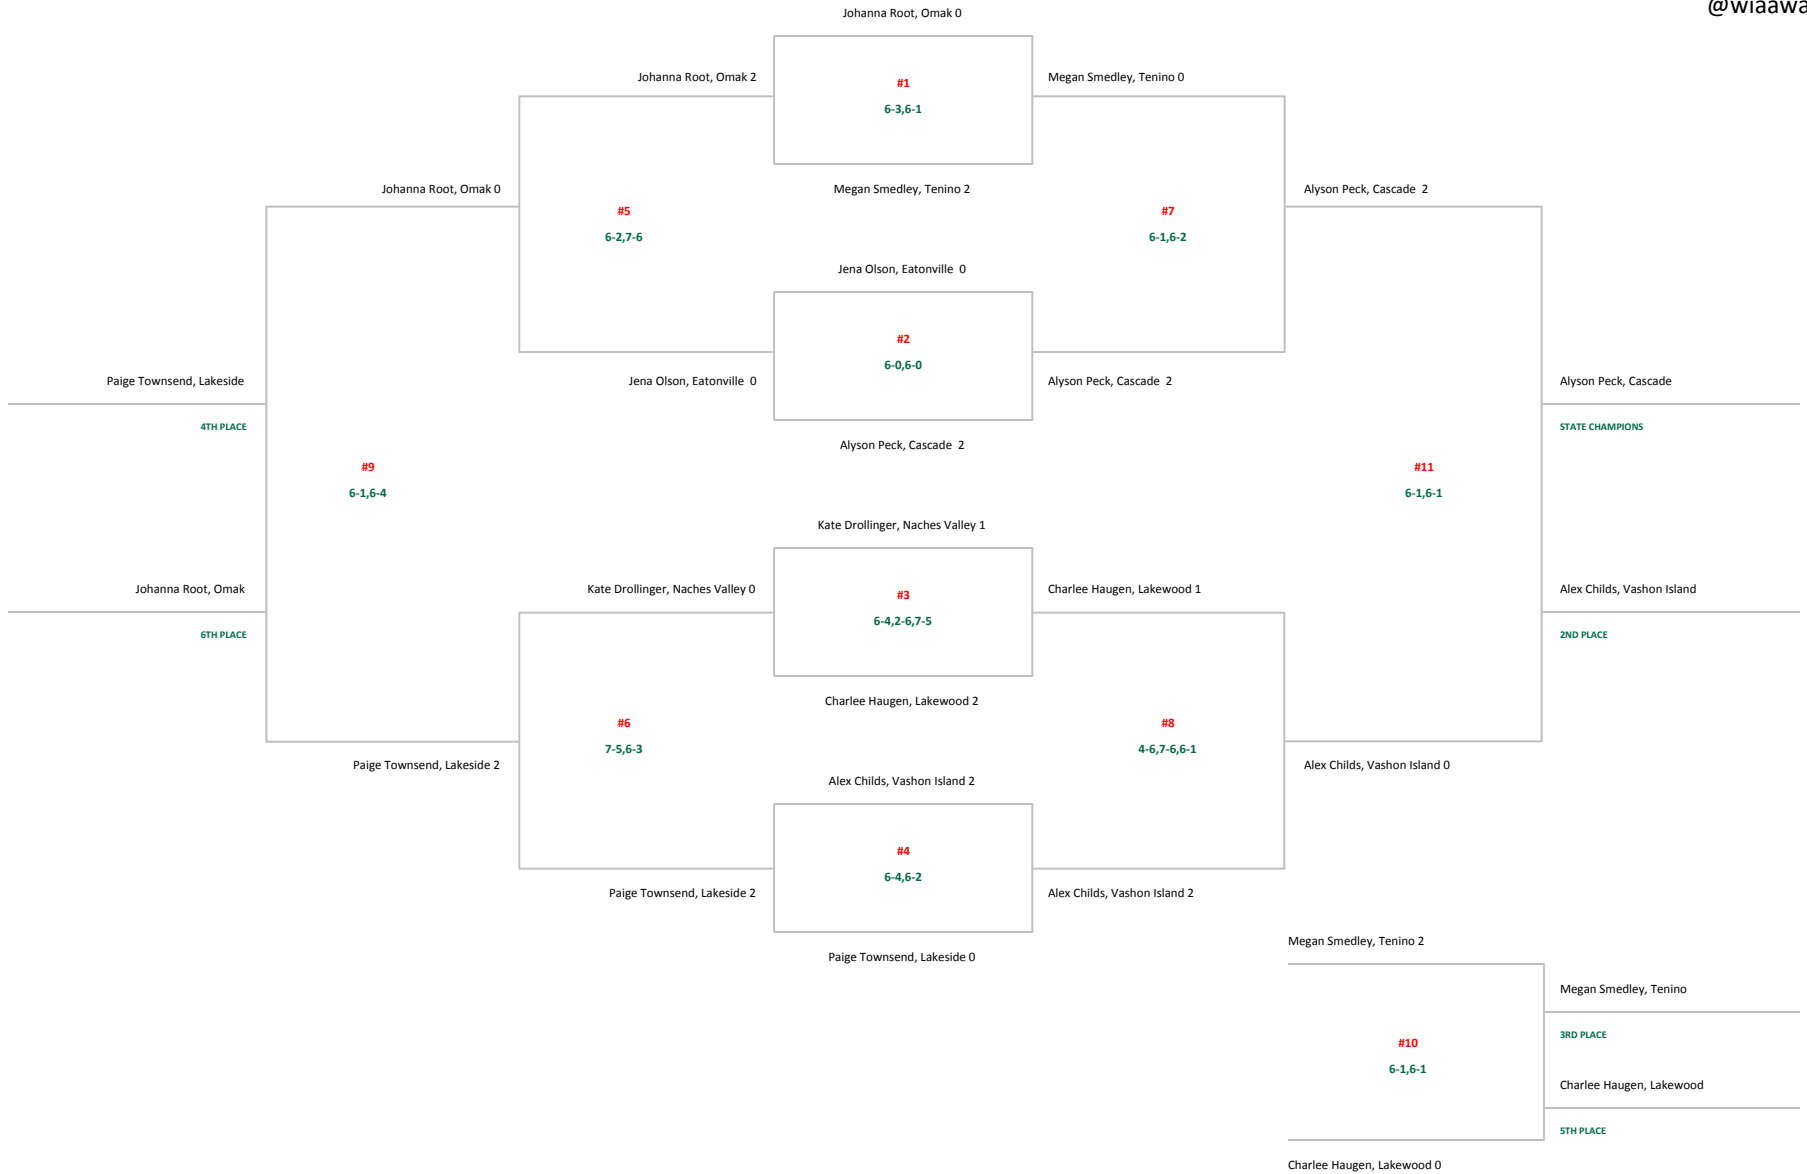 @wiaawa
Johanna Root, Omak 0
Johanna Root, Omak 2
#1
Megan Smedley, Tenino 0
6-3,6-1
Johanna Root, Omak 0
Megan Smedley, Tenino 2
Alyson Peck, Cascade 2
#5
#7
6-2,7-6
6-1,6-2
Jena Olson, Eatonville 0
#2
6-0,6-0
Paige Townsend, Lakeside
Jena Olson, Eatonville 0
Alyson Peck, Cascade 2
Alyson Peck, Cascade
4TH PLACE
STATE CHAMPIONS
Alyson Peck, Cascade 2
#9
#11
6-1,6-4
6-1,6-1
Kate Drollinger, Naches Valley 1
Johanna Root, Omak
Kate Drollinger, Naches Valley 0
#3
Charlee Haugen, Lakewood 1
Alex Childs, Vashon Island
6-4,2-6,7-5
6TH PLACE
2ND PLACE
Charlee Haugen, Lakewood 2
#6
#8
7-5,6-3
4-6,7-6,6-1
Paige Townsend, Lakeside 2
Alex Childs, Vashon Island 0
Alex Childs, Vashon Island 2
#4
6-4,6-2
Paige Townsend, Lakeside 2
Alex Childs, Vashon Island 2
Megan Smedley, Tenino 2
Paige Townsend, Lakeside 0
Megan Smedley, Tenino
3RD PLACE
#10
6-1,6-1
Charlee Haugen, Lakewood
5TH PLACE
Charlee Haugen, Lakewood 0